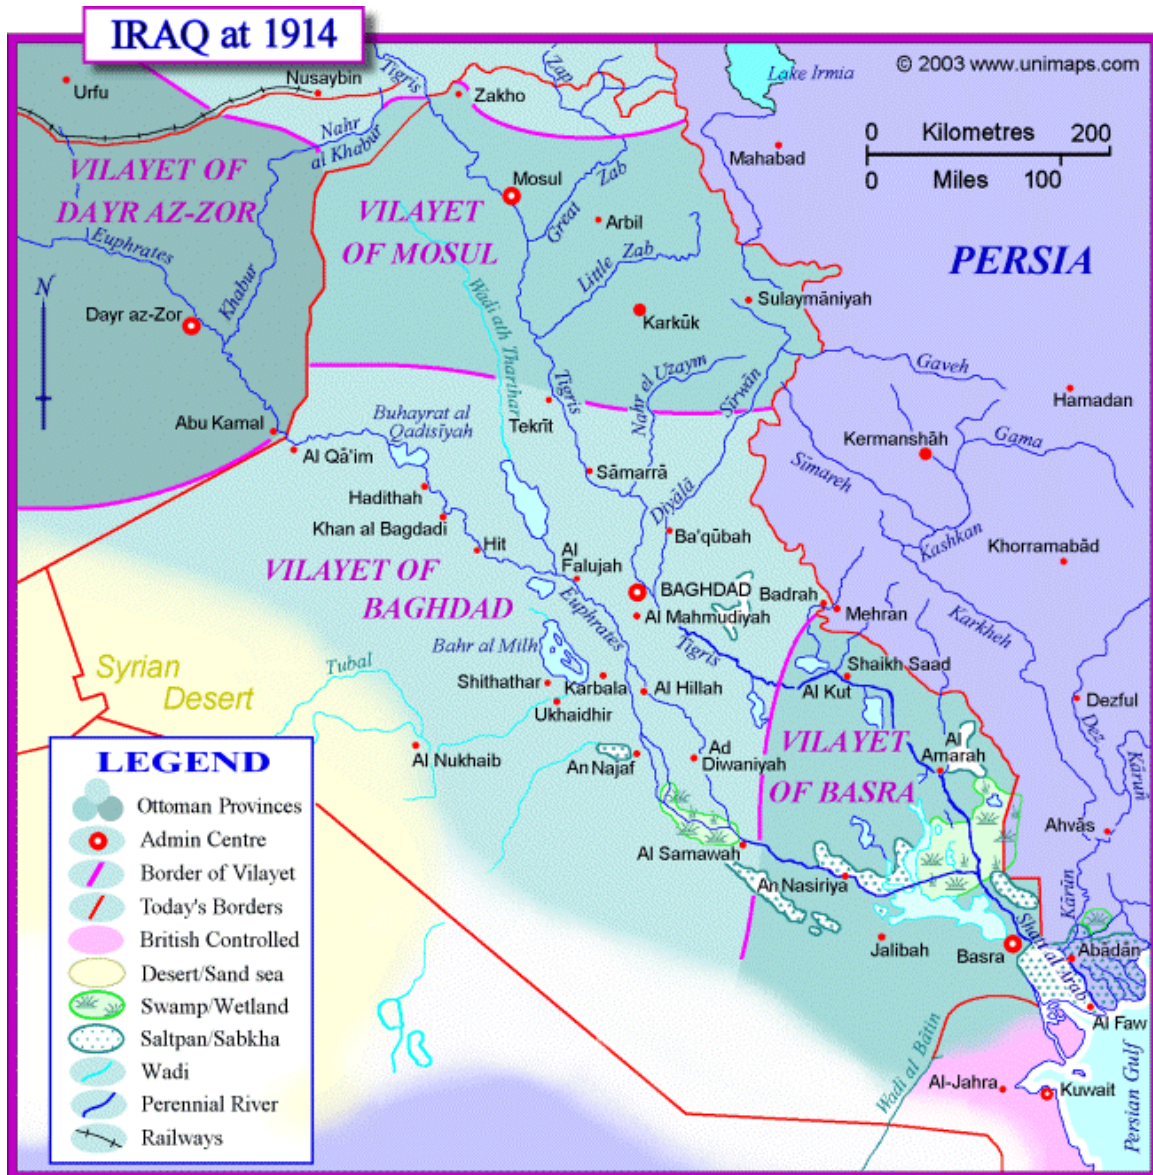 IRAQ at 1914
© 2003 www.unimaps.com
0 Kilometres 200
0 Miles 100
N
Urfu
Nusaybin
Tigris
Zakho
Zap
Lake Irmia
Mahabad
Nahr
al Khabur
VILAYET OF
DAYR AZ-ZOR
Mosul
VILAYET
OF MOSUL
Great
Zab
Arbil
Little Zab
PERSIA
Euphrates
Khabur
Dayr az-Zor
Wadi ath Tharthar
Karkūk
Sulaymāniyah
Tigris
Nahr el Uzaym
Sīrwān
Gaveh
Hamadan
Abu Kamal
Buhayrat al
Qadisīyah
Tekrīt
Kermanshāh
Gama
Al Qā'im
Sāmarrā
Sīmareh
Hadithah
Diyālā
Khan al Bagdadi
Ba'qūbah
Kashkan
Khorramabād
Hit
Al
Falujah
VILAYET OF
BAGHDAD
BAGHDAD
Badrah
Mehran
Al Mahmudiyah
Euphrates
Karkheh
Bahr al Milh
Tigris
Syrian
Desert
Tubal
Shithathar
Karbala
Al Hillah
Shaikh Saad
Al Kut
Ukhaidhir
Dezful
Dez
Al Nukhaib
An Najaf
Ad
Diwaniyah
VILAYET
OF BASRA
Al
Amarah
Ahvās
Al Samawah
An Nasiriya
Kārūn
Jalibah
Basra
Shatt al Arab
Abādān
Al Faw
Wadi al Bātin
Al-Jahra
Kuwait
Persian Gulf
LEGEND
Ottoman Provinces
Admin Centre
Border of Vilayet
Today's Borders
British Controlled
Desert/Sand sea
Swamp/Wetland
Saltpan/Sabkha
Wadi
Perennial River
Railways